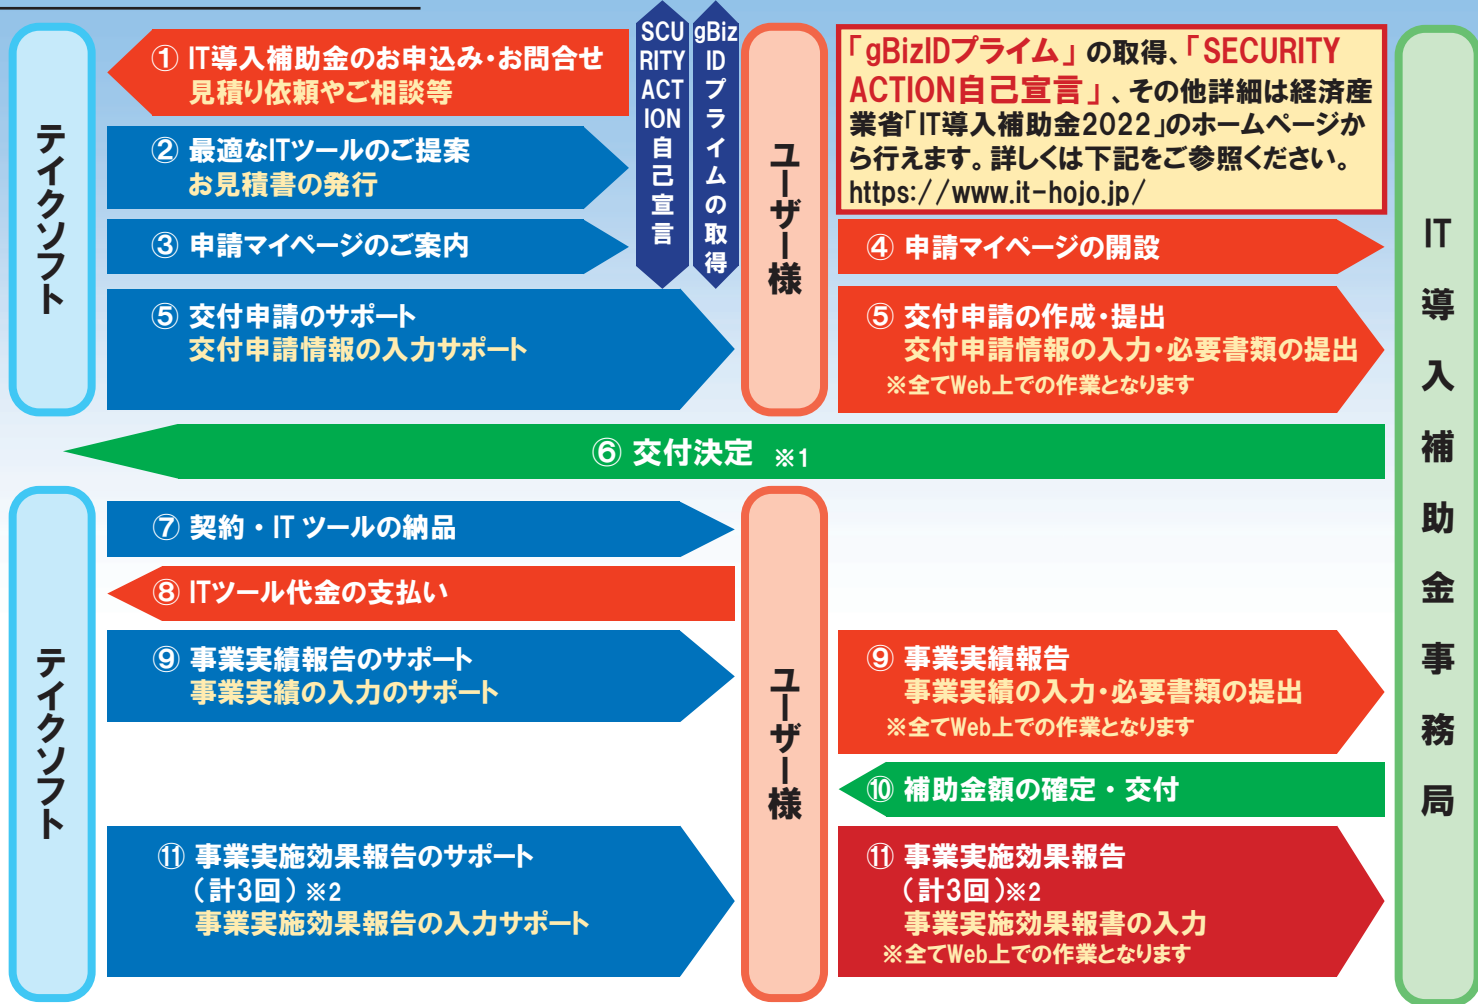 テイクソフト
① IT導入補助金のお申込み・お問合せ
見積り依頼やご相談等
② 最適なITツールのご提案
お見積書の発行
③ 申請マイページのご案内
⑤ 交付申請のサポート
交付申請情報の入力サポート
SCU
RITY
ACT
ION
自己宣言
gBiz
ID
プライムの取得
ユーザー様
「gBizIDプライム」の取得、「SECURITY
ACTION自己宣言」、その他詳細は経済産
業省「IT導入補助金2022」のホームページか
ら行えます。詳しくは下記をご参照ください。
https://www.it-hojo.jp/
④ 申請マイページの開設
⑤ 交付申請の作成・提出
交付申請情報の入力・必要書類の提出
※全てWeb上での作業となります
IT導入補助金事務局
⑥ 交付決定 ※1
テイクソフト
⑦ 契約・IT ツールの納品
⑧ ITツール代金の支払い
⑨ 事業実績報告のサポート
事業実績の入力のサポート
⑪ 事業実施効果報告のサポート
（計3回）※2
事業実施効果報告の入力サポート
ユーザー様
⑨ 事業実績報告
事業実績の入力・必要書類の提出
※全てWeb上での作業となります
⑩ 補助金額の確定・交付
⑪ 事業実施効果報告
（計3回）※2
事業実施効果報書の入力
※全てWeb上での作業となります